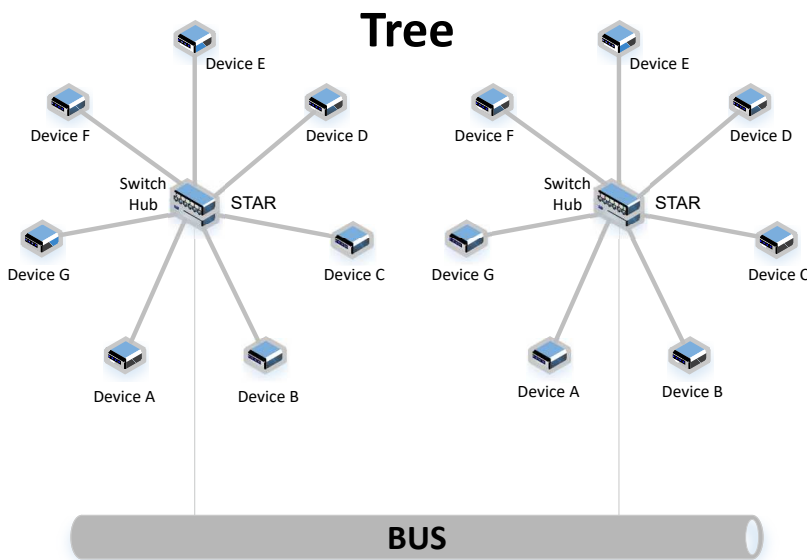 Tree
Device E
Device F
Device D
Switch
Hub
STAR
Device G
Device C
Device A
Device B
Device E
Device F
Device D
Switch
Hub
STAR
Device G
Device C
Device A
Device B
BUS